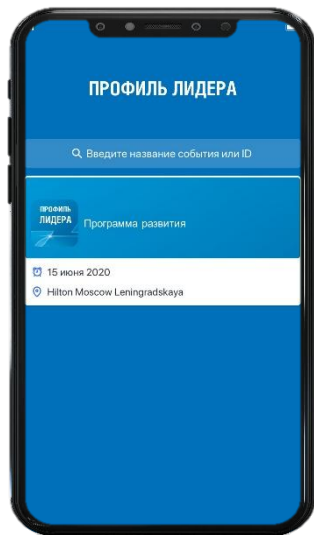 ПРОФИЛЬ ЛИДЕРА
Введите название события или ID
ПРОФИЛЬ
ЛИДЕРА
Программа развития
15 июня 2020
Hilton Moscow Leningradskaya